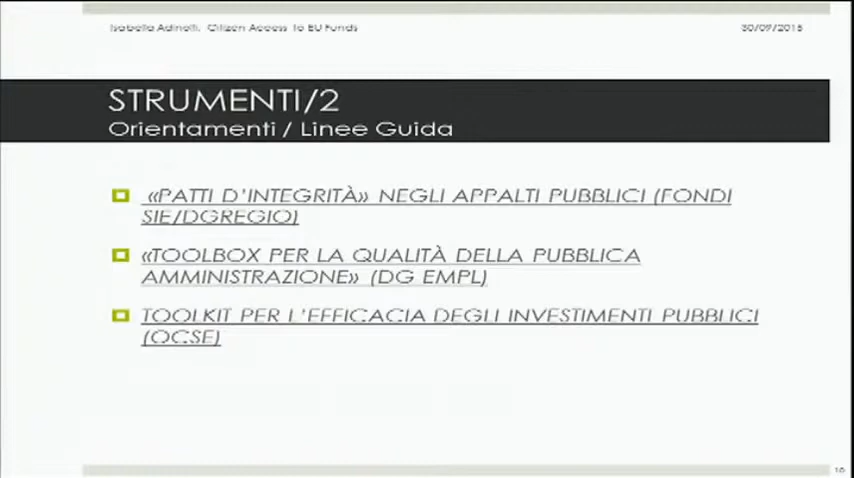 Isabella Adinolfi, Citizen Access To EU Funds
30/09/2015
STRUMENTI/2
Orientamenti / Linee Guida
«PATTI D'INTEGRITÀ» NEGLI APPALTI PUBBLICI (FONDI
SIE/DGREGIO)
«TOOLBOX PER LA QUALITÀ DELLA PUBBLICA
AMMINISTRAZIONE» (DG EMPL)
TOOLKIT PER L'EFFICACIA DEGLI INVESTIMENTI PUBBLICI
(OCSE)